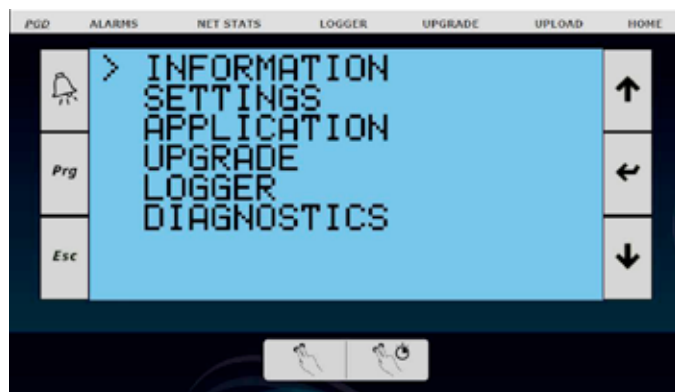 PGD ALARMS NET STATS LOGGER UPGRADE UPLOAD HOME
> INFORMATION
SETTINGS
APPLICATION
Prg UPGRADE
LOGGER
DIAGNOSTICS
Esc